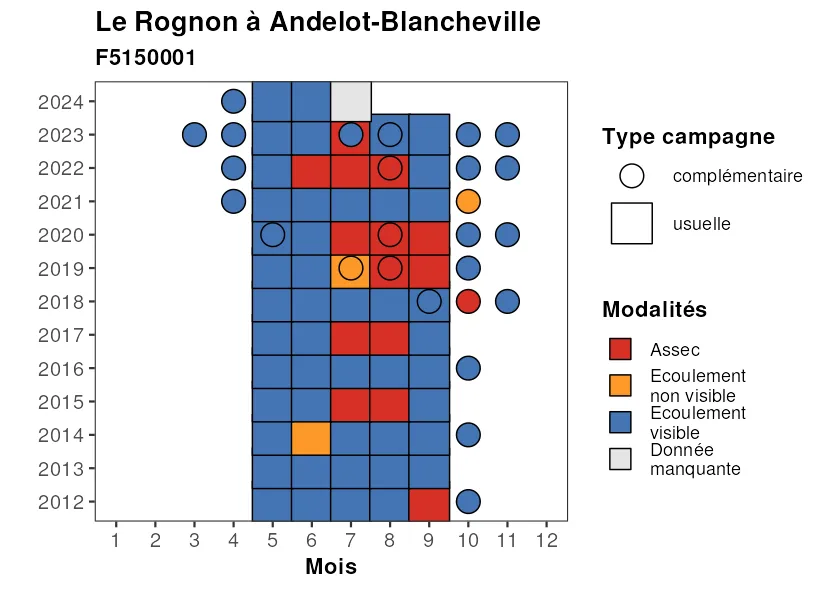 Le Rognon à Andelot-Blancheville
F5150001
2024
2023
2022
2021
2020
2019
2018
2017
2016
2015
2014
2013
2012
1 2 3 4 5 6 7 8 9 10 11 12
Mois
Type campagne
complémentaire
usuelle
Modalités
Assec
Ecoulement
non visible
Ecoulement
visible
Donnée
manquante